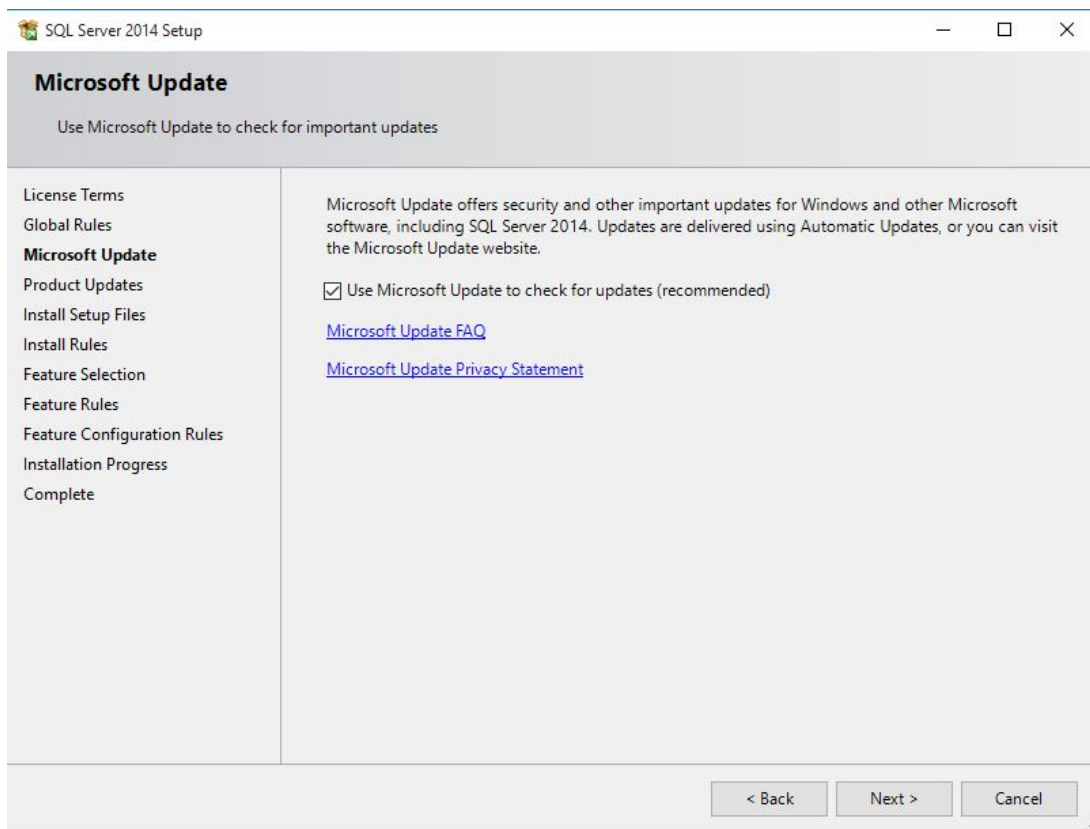 SQL Server 2014 Setup
Microsoft Update
Use Microsoft Update to check for important updates
License Terms
Global Rules
Microsoft Update
Product Updates
Install Setup Files
Install Rules
Feature Selection
Feature Rules
Feature Configuration Rules
Installation Progress
Complete
Microsoft Update offers security and other important updates for Windows and other Microsoft
software, including SQL Server 2014. Updates are delivered using Automatic Updates, or you can visit
the Microsoft Update website.
Use Microsoft Update to check for updates (recommended)
Microsoft Update FAQ
Microsoft Update Privacy Statement
< Back Next > Cancel